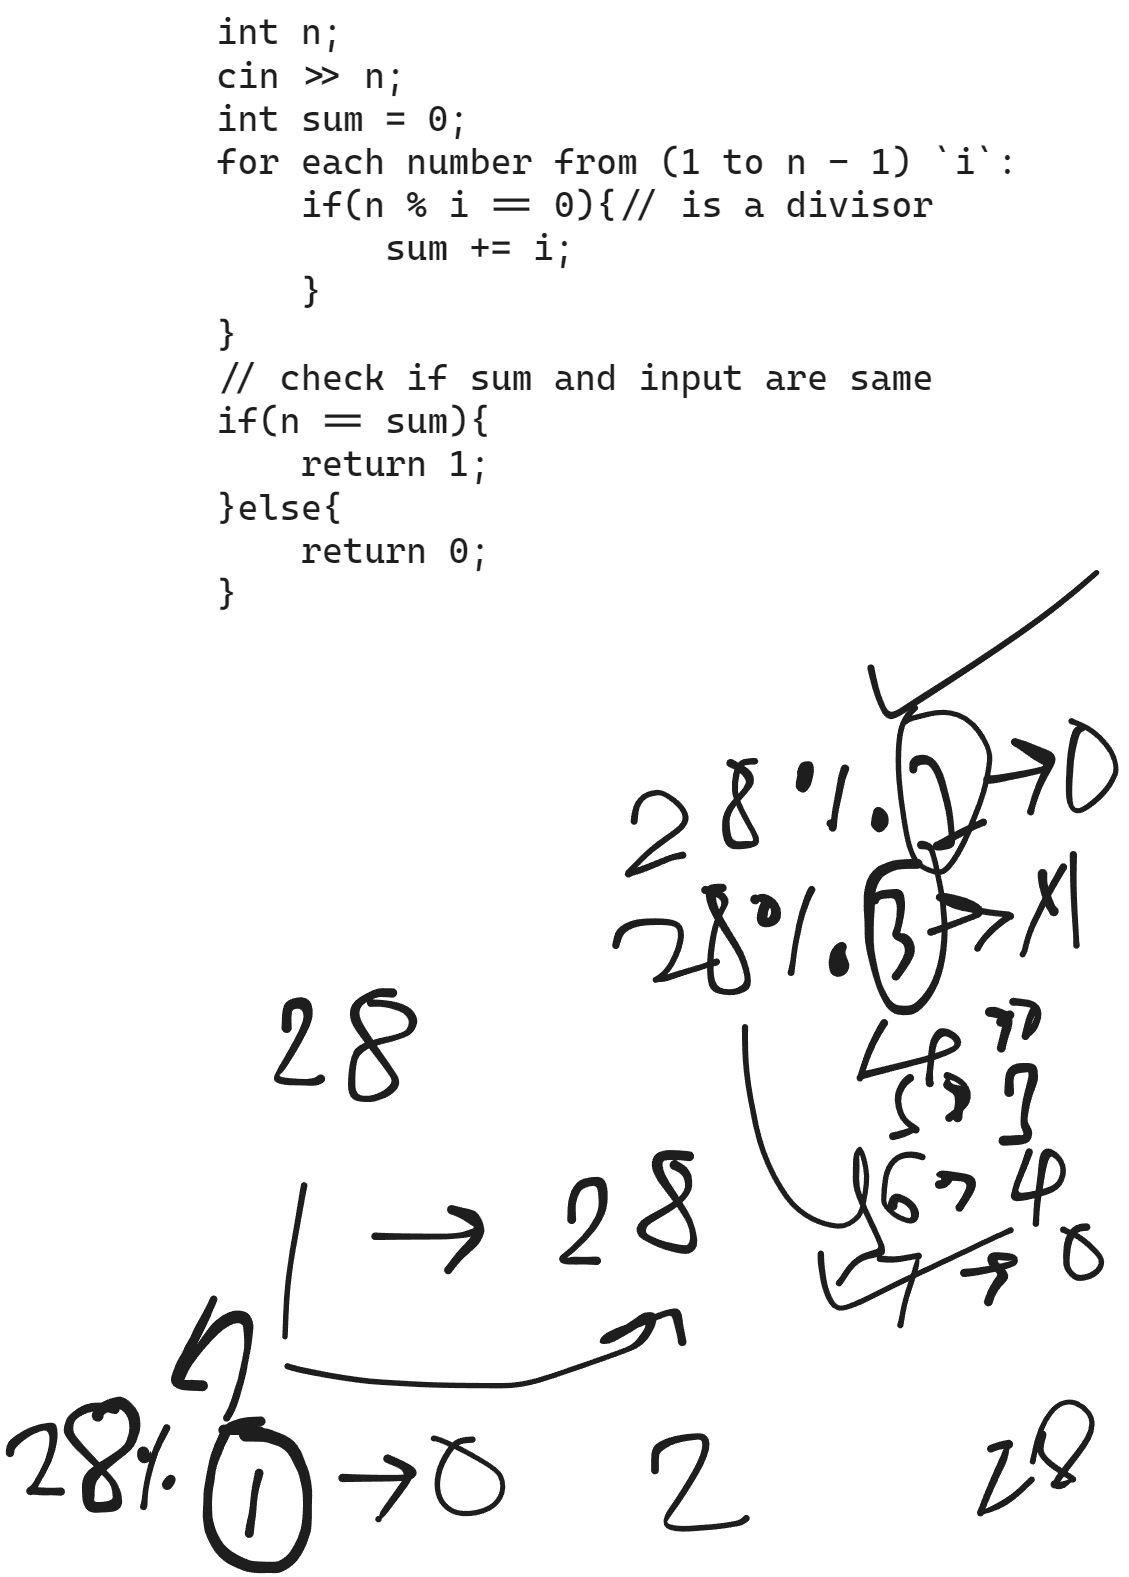 int n;
cin >> n;
int sum = 0;
for each number from (1 to n - 1) `i`:
    if(n % i == 0){// is a divisor
        sum += i;
    }
}
// check if sum and input are same
if(n == sum){
    return 1;
}else{
    return 0;
}
28 % 2 → 0
28 % 3 → 1
28
4 →
5 → 3
6 → 4
1 → 28
7 → 0
28 % 1 → 0
2
28